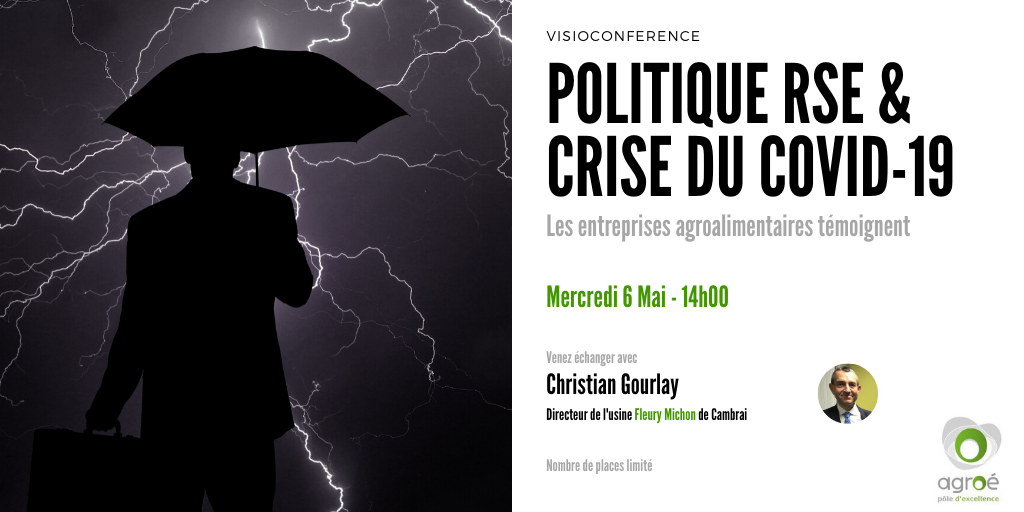 VISIOCONFERENCE
POLITIQUE RSE &
CRISE DU COVID-19
Les entreprises agroalimentaires témoignent
Mercredi 6 Mai - 14h00
Venez échanger avec
Christian Gourlay
Directeur de l'usine Fleury Michon de Cambrai
Nombre de places limité
agroé
pôle d'excellence